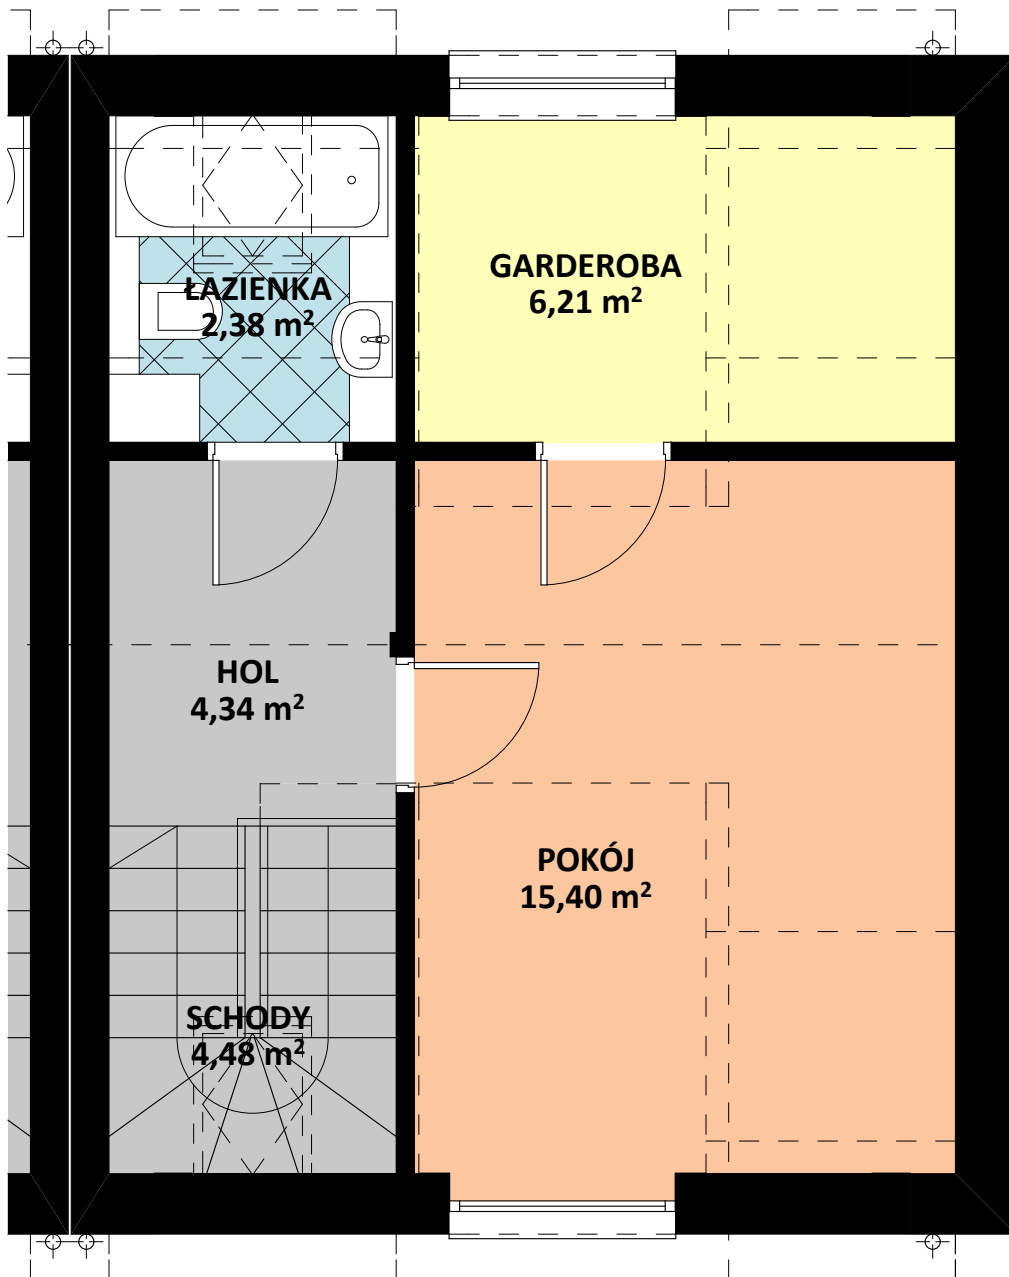 GARDEROBA
6,21 m²
ŁAZIENKA
2,38 m²
HOL
4,34 m²
POKÓJ
15,40 m²
SCHODY
4,48 m²